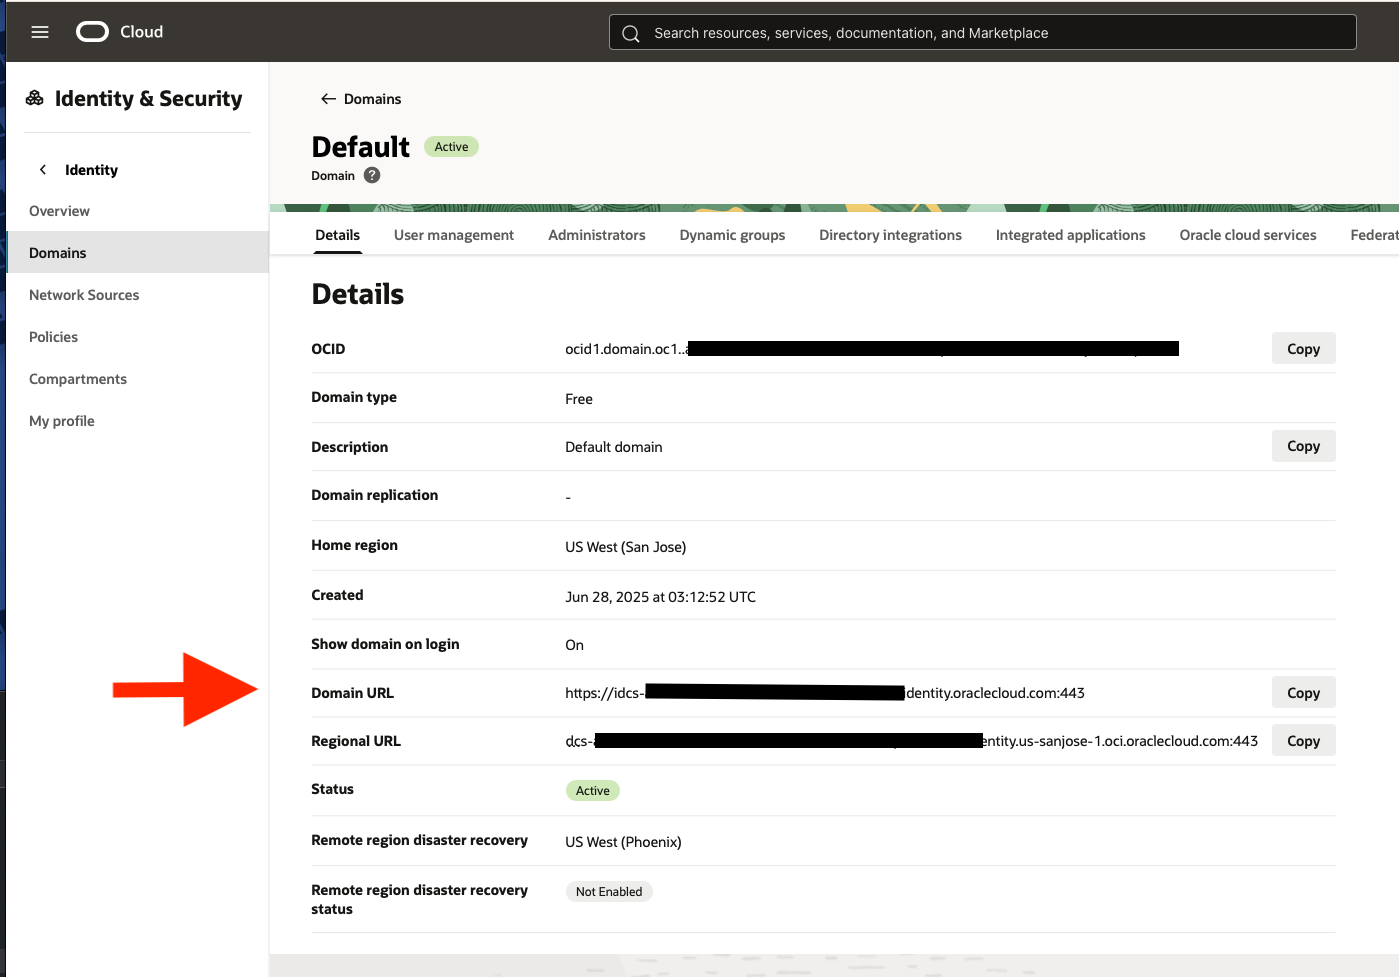 Cloud
Search resources, services, documentation, and Marketplace
Identity & Security
Identity
Overview
Domains
Network Sources
Policies
Compartments
My profile
Domains
Default Active
Domain ?
Details User management Administrators Dynamic groups Directory integrations Integrated applications Oracle cloud services Federat
Details
OCID ocid1.domain.oc1..a Copy
Domain type Free
Description Default domain Copy
Domain replication -
Home region US West (San Jose)
Created Jun 28, 2025 at 03:12:52 UTC
Show domain on login On
Domain URL https://idcs- identity.oraclecloud.com:443 Copy
Regional URL dcs- entity.us-sanjose-1.oci.oraclecloud.com:443 Copy
Status Active
Remote region disaster recovery US West (Phoenix)
Remote region disaster recovery Not Enabled
status